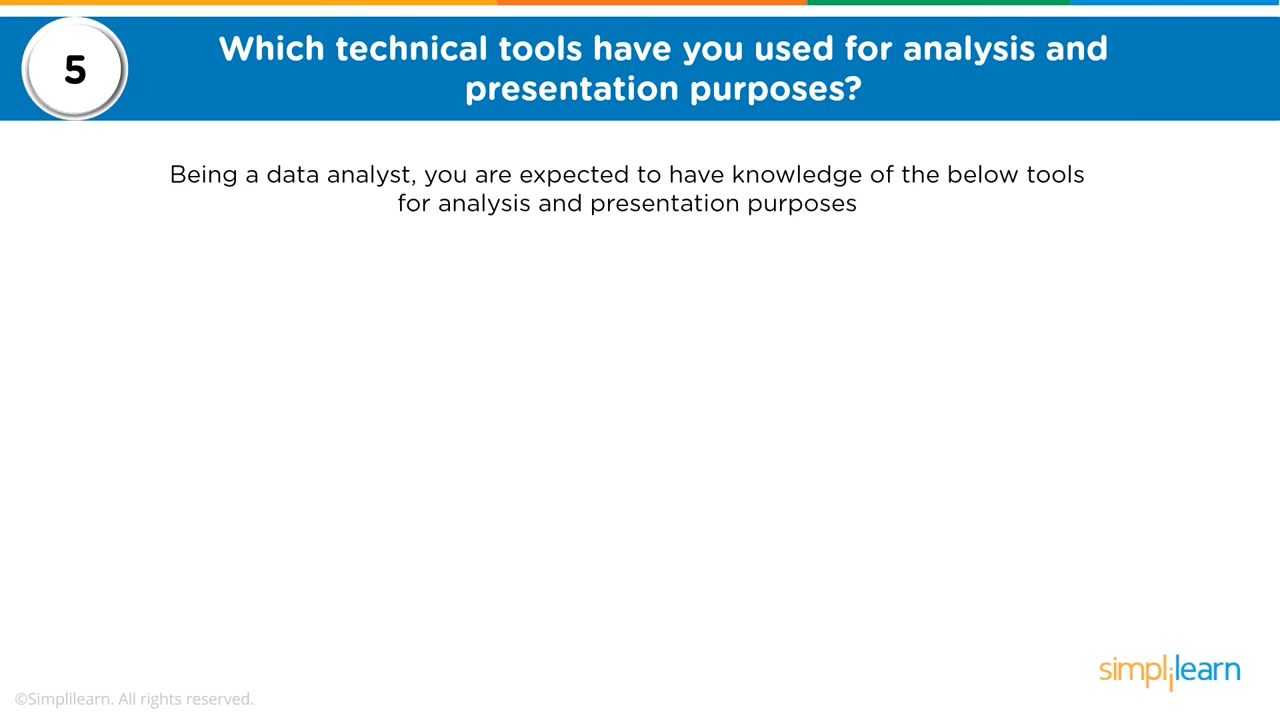 5
Which technical tools have you used for analysis and
presentation purposes?
Being a data analyst, you are expected to have knowledge of the below tools
for analysis and presentation purposes
simplilearn
©Simplilearn. All rights reserved.